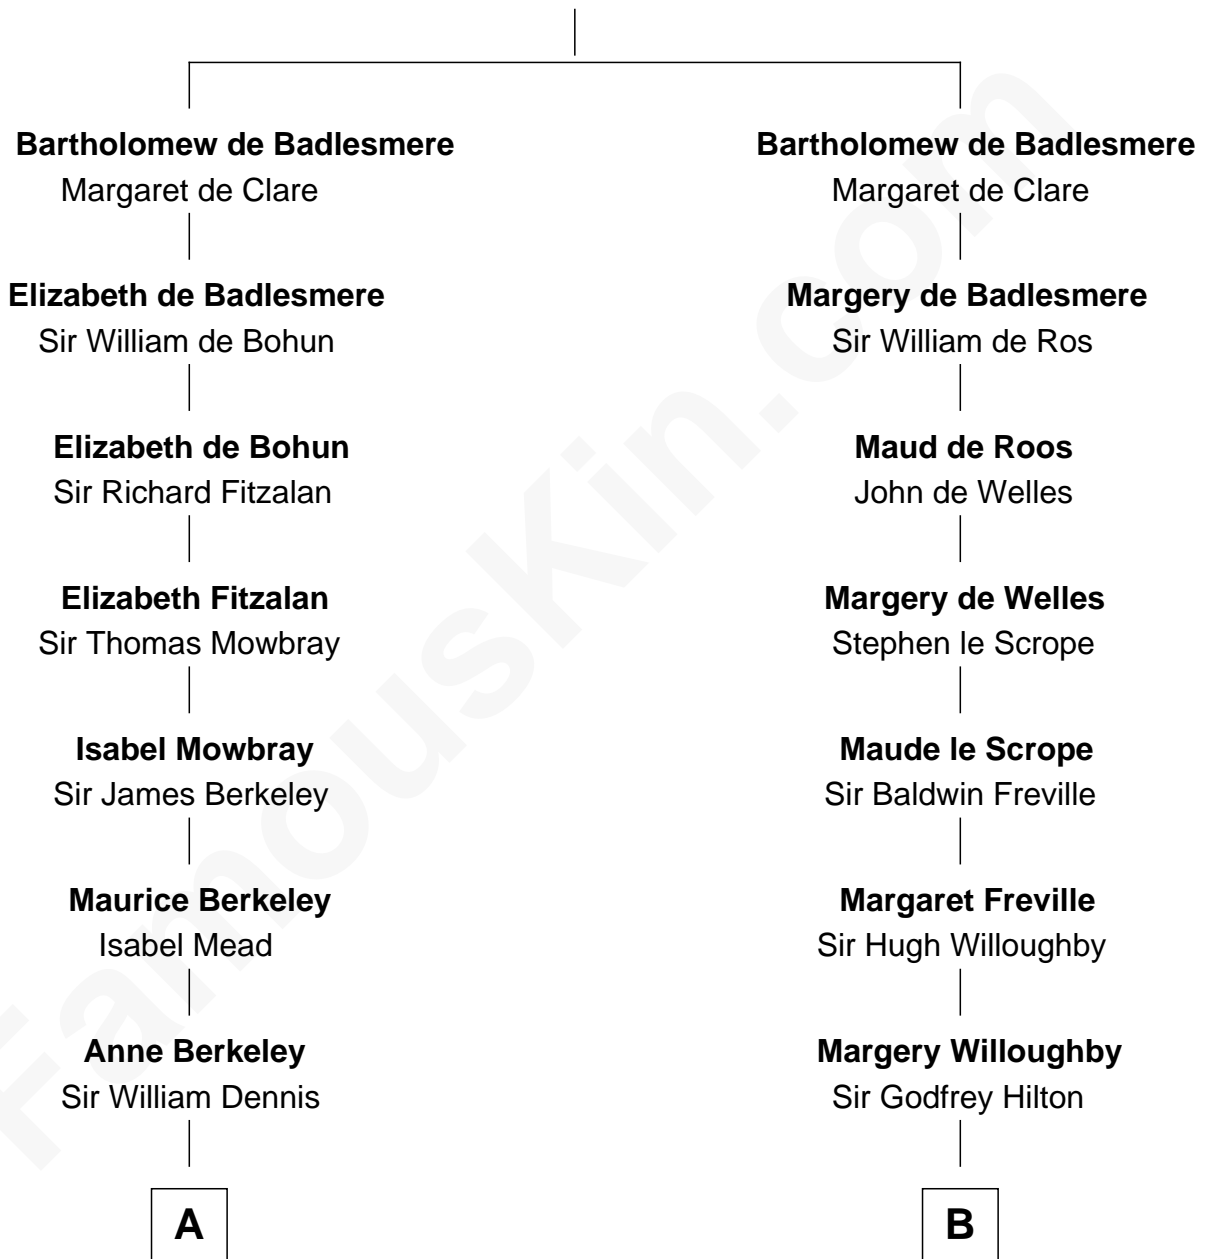 Bartholomew de Badlesmere
Margaret de Clare
Elizabeth de Badlesmere
Sir William de Bohun
Elizabeth de Bohun
Sir Richard Fitzalan
Elizabeth Fitzalan
Sir Thomas Mowbray
Isabel Mowbray
Sir James Berkeley
Maurice Berkeley
Isabel Mead
Anne Berkeley
Sir William Dennis
A
Bartholomew de Badlesmere
Margaret de Clare
Margery de Badlesmere
Sir William de Ros
Maud de Roos
John de Welles
Margery de Welles
Stephen le Scrope
Maude le Scrope
Sir Baldwin Freville
Margaret Freville
Sir Hugh Willoughby
Margery Willoughby
Sir Godfrey Hilton
B
FamousKin.com